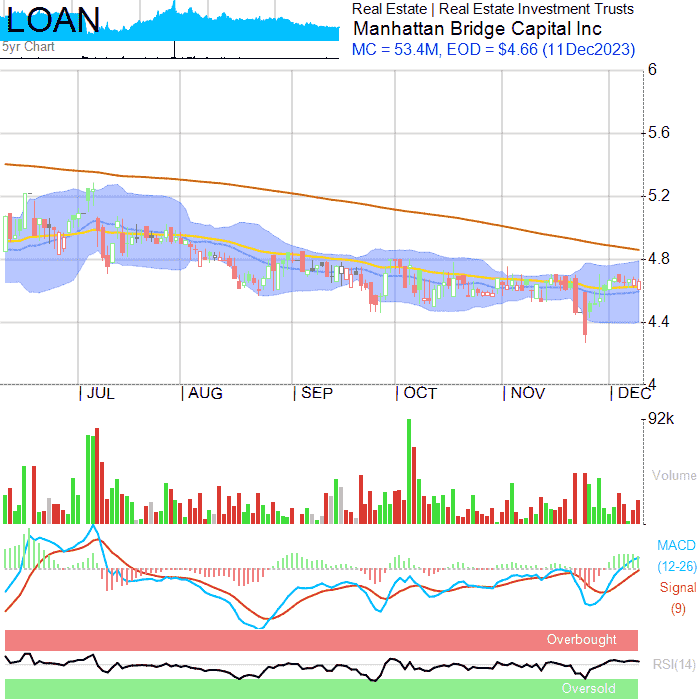 LOAN
5yr Chart
Real Estate | Real Estate Investment Trusts
Manhattan Bridge Capital Inc
MC = 53.4M, EOD = $4.66 (11Dec2023)
6
5.6
5.2
4.8
4.4
4
| JUL | AUG | SEP | OCT | NOV | DEC
92k
Volume
MACD
(12-26)
Signal
(9)
Overbought
RSI(14)
Oversold